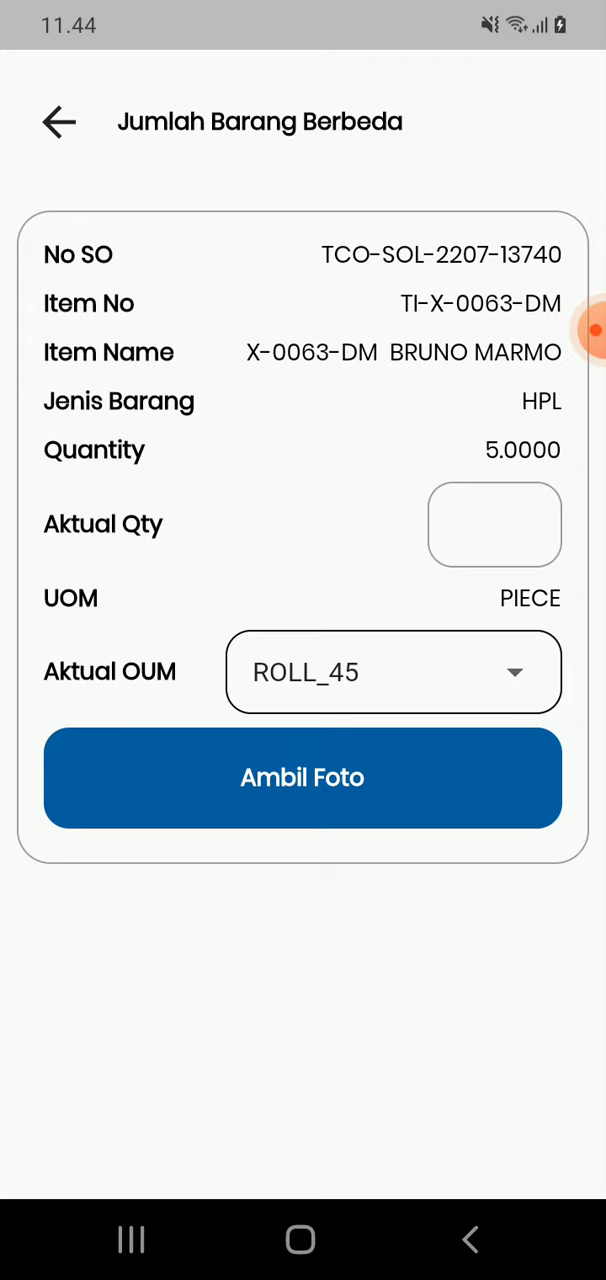 11.44
Jumlah Barang Berbeda
No SO TCO-SOL-2207-13740
Item No TI-X-0063-DM
Item Name X-0063-DM BRUNO MARMO
Jenis Barang HPL
Quantity 5.0000
Aktual Qty
UOM PIECE
Aktual OUM ROLL_45
Ambil Foto